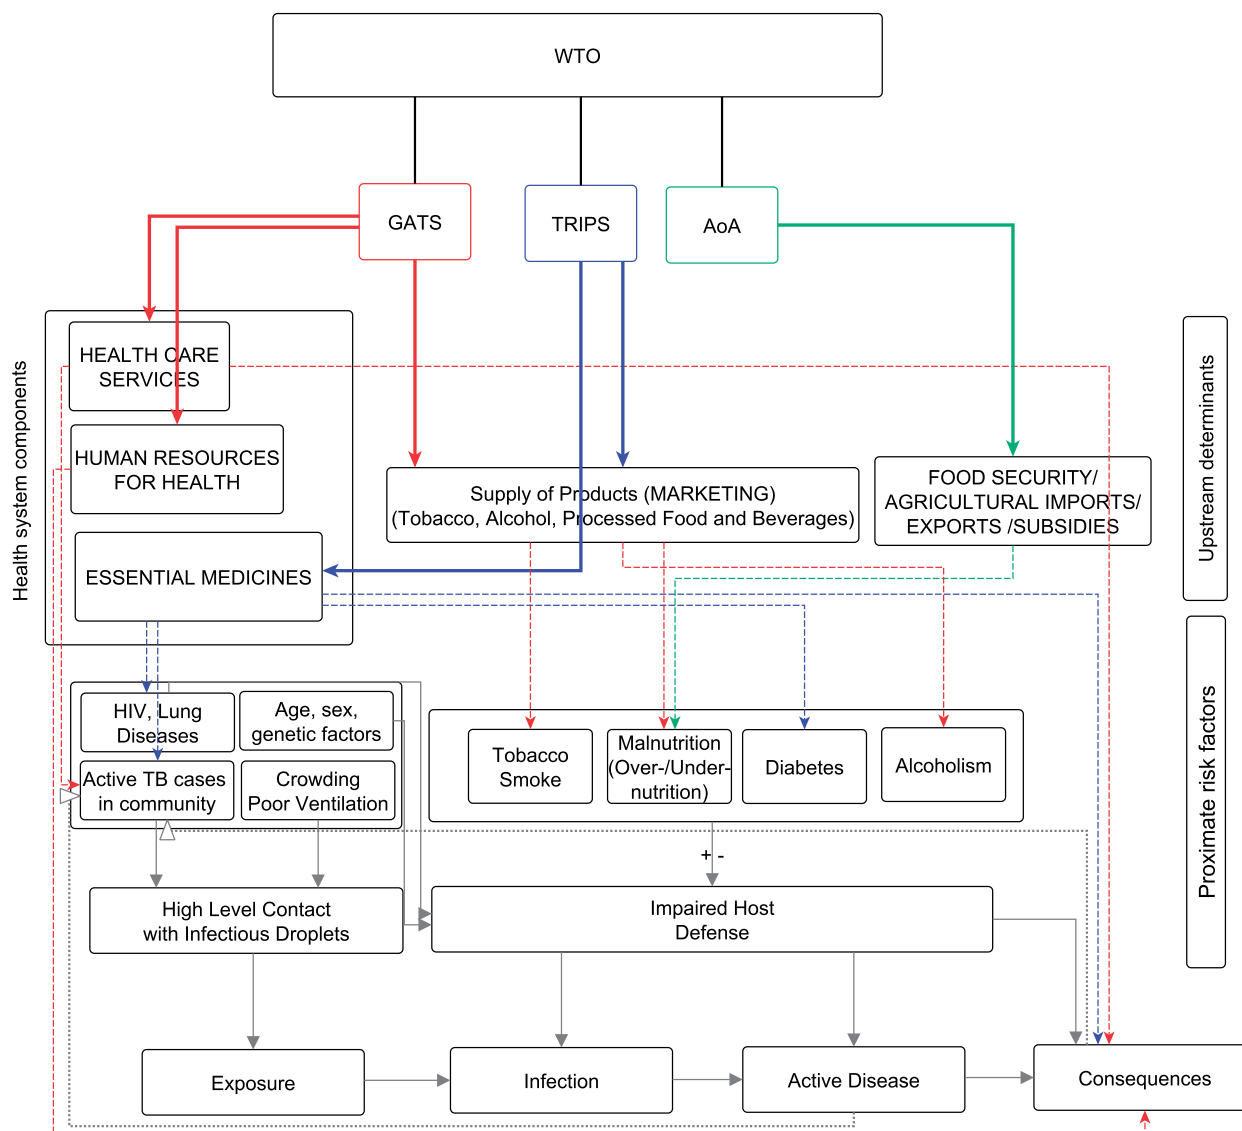 WTO
GATS
TRIPS
AoA
Health system components
HEALTH CARE
SERVICES
HUMAN RESOURCES
FOR HEALTH
ESSENTIAL MEDICINES
Supply of Products (MARKETING)
(Tobacco, Alcohol, Processed Food and Beverages)
FOOD SECURITY/
AGRICULTURAL IMPORTS/
EXPORTS /SUBSIDIES
Upstream determinants
HIV, Lung
Diseases
Age, sex,
genetic factors
Active TB cases
in community
Crowding
Poor Ventilation
Tobacco
Smoke
Malnutrition
(Over-/Under-
nutrition)
Diabetes
Alcoholism
Proximate risk factors
+ -
High Level Contact
with Infectious Droplets
Impaired Host
Defense
Exposure
Infection
Active Disease
Consequences